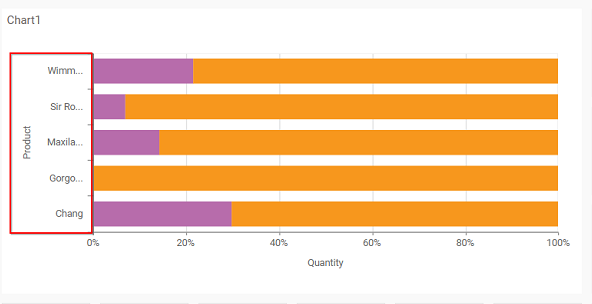 Chart1
Product
Wimm...
Sir Ro...
Maxila...
Gorgo...
Chang
0% 20% 40% 60% 80% 100%
Quantity